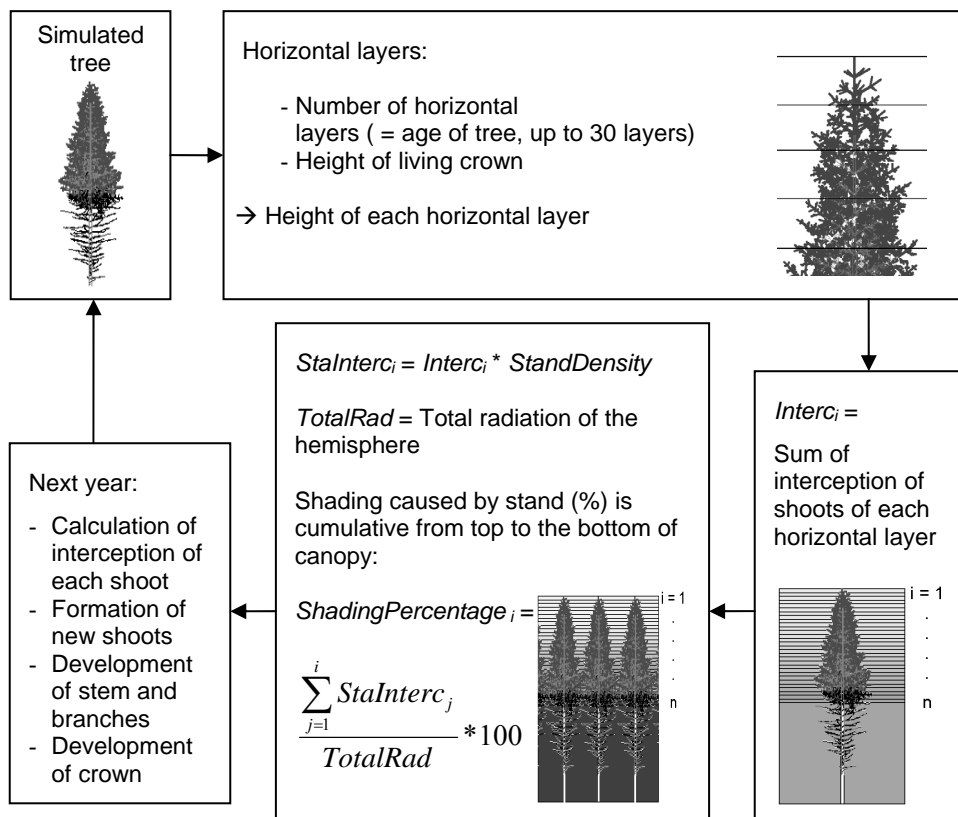 Simulated
tree
Horizontal layers:
- Number of horizontal
layers ( = age of tree, up to 30 layers)
- Height of living crown
→ Height of each horizontal layer
Interc i =
Sum of
interception of
shoots of each
horizontal layer
i = 1
.
.
.
.
n
StaInterc i = Interc i * StandDensity
TotalRad = Total radiation of the
hemisphere
Shading caused by stand (%) is
cumulative from top to the bottom of
canopy:
ShadingPercentage i =
i
∑ StaInterc j
j=1
TotalRad
*100
i = 1
.
.
.
.
n
Next year:
- Calculation of
interception of
each shoot
- Formation of
new shoots
- Development
of stem and
branches
- Development
of crown